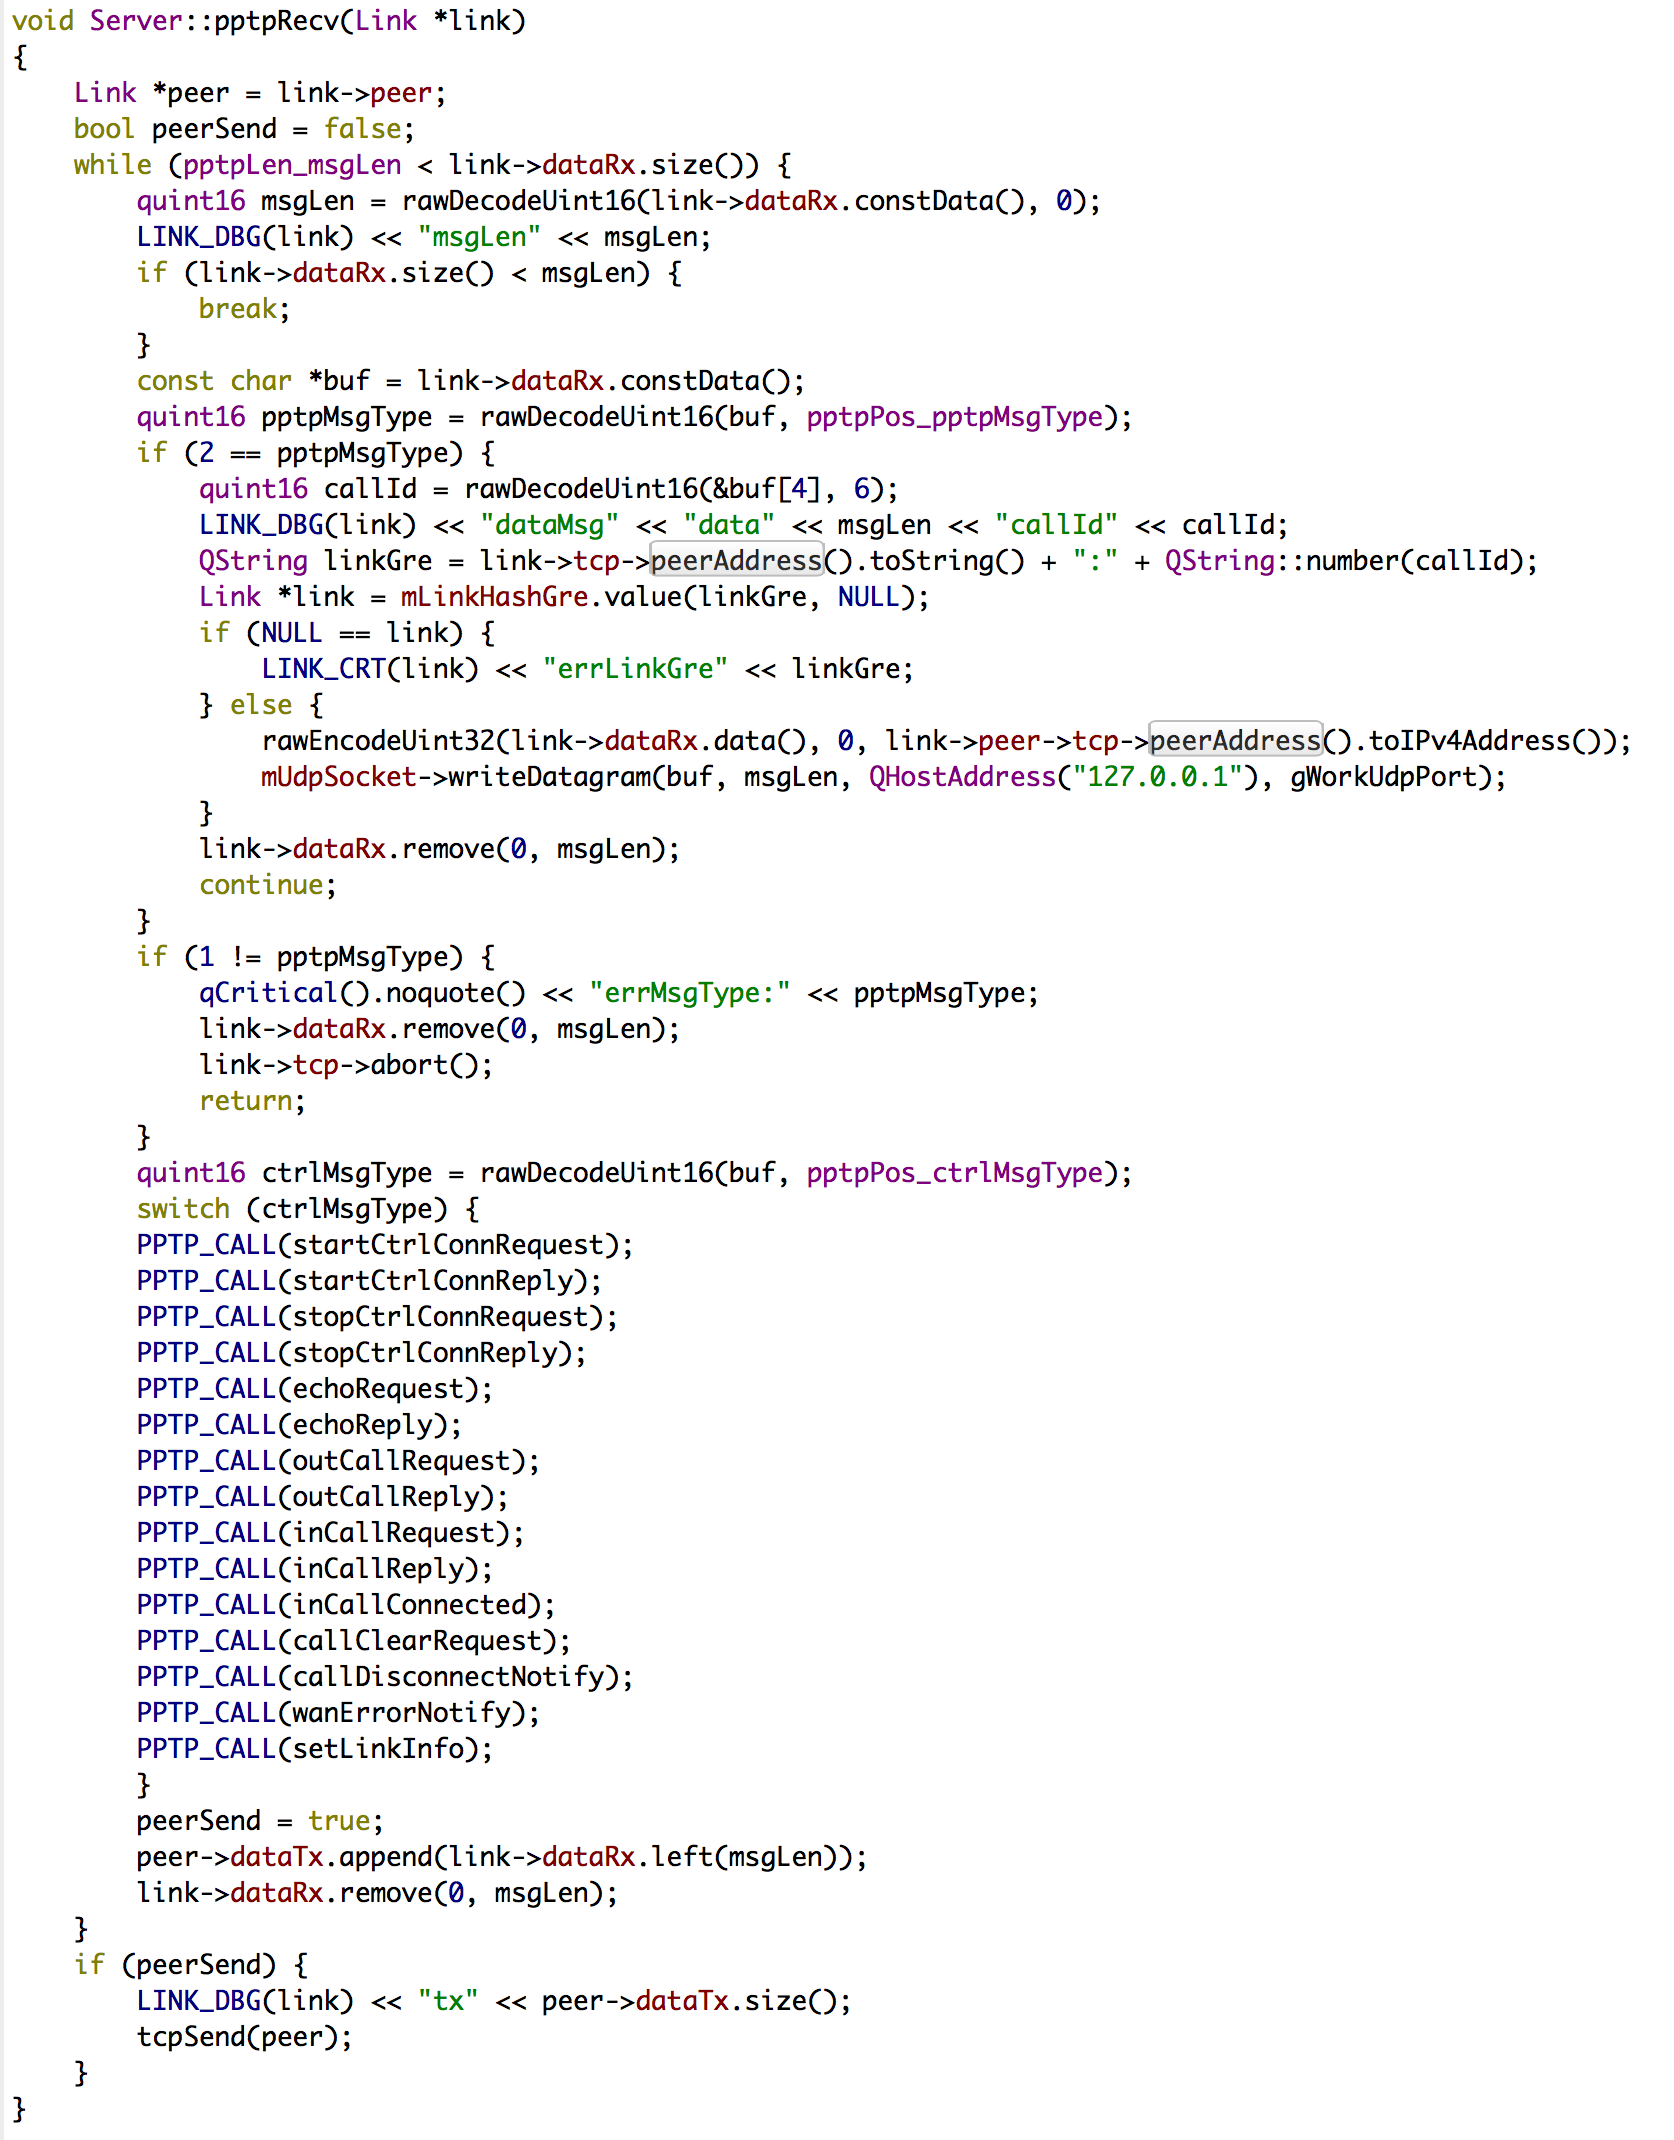 void Server::pptpRecv(Link *link)
{
    Link *peer = link->peer;
    bool peerSend = false;
    while (pptpLen_msgLen < link->dataRx.size()) {
        quint16 msgLen = rawDecodeUint16(link->dataRx.constData(), 0);
        LINK_DBG(link) << "msgLen" << msgLen;
        if (link->dataRx.size() < msgLen) {
            break;
        }
        const char *buf = link->dataRx.constData();
        quint16 pptpMsgType = rawDecodeUint16(buf, pptpPos_pptpMsgType);
        if (2 == pptpMsgType) {
            quint16 callId = rawDecodeUint16(&buf[4], 6);
            LINK_DBG(link) << "dataMsg" << "data" << msgLen << "callId" << callId;
            QString linkGre = link->tcp->peerAddress().toString() + ":" + QString::number(callId);
            Link *link = mLinkHashGre.value(linkGre, NULL);
            if (NULL == link) {
                LINK_CRT(link) << "errLinkGre" << linkGre;
            } else {
                rawEncodeUint32(link->dataRx.data(), 0, link->peer->tcp->peerAddress().toIPv4Address());
                mUdpSocket->writeDatagram(buf, msgLen, QHostAddress("127.0.0.1"), gWorkUdpPort);
            }
            link->dataRx.remove(0, msgLen);
            continue;
        }
        if (1 != pptpMsgType) {
            qCritical().noquote() << "errMsgType:" << pptpMsgType;
            link->dataRx.remove(0, msgLen);
            link->tcp->abort();
            return;
        }
        quint16 ctrlMsgType = rawDecodeUint16(buf, pptpPos_ctrlMsgType);
        switch (ctrlMsgType) {
        PPTP_CALL(startCtrlConnRequest);
        PPTP_CALL(startCtrlConnReply);
        PPTP_CALL(stopCtrlConnRequest);
        PPTP_CALL(stopCtrlConnReply);
        PPTP_CALL(echoRequest);
        PPTP_CALL(echoReply);
        PPTP_CALL(outCallRequest);
        PPTP_CALL(outCallReply);
        PPTP_CALL(inCallRequest);
        PPTP_CALL(inCallReply);
        PPTP_CALL(inCallConnected);
        PPTP_CALL(callClearRequest);
        PPTP_CALL(callDisconnectNotify);
        PPTP_CALL(wanErrorNotify);
        PPTP_CALL(setLinkInfo);
        }
        peerSend = true;
        peer->dataTx.append(link->dataRx.left(msgLen));
        link->dataRx.remove(0, msgLen);
    }
    if (peerSend) {
        LINK_DBG(link) << "tx" << peer->dataTx.size();
        tcpSend(peer);
    }
}